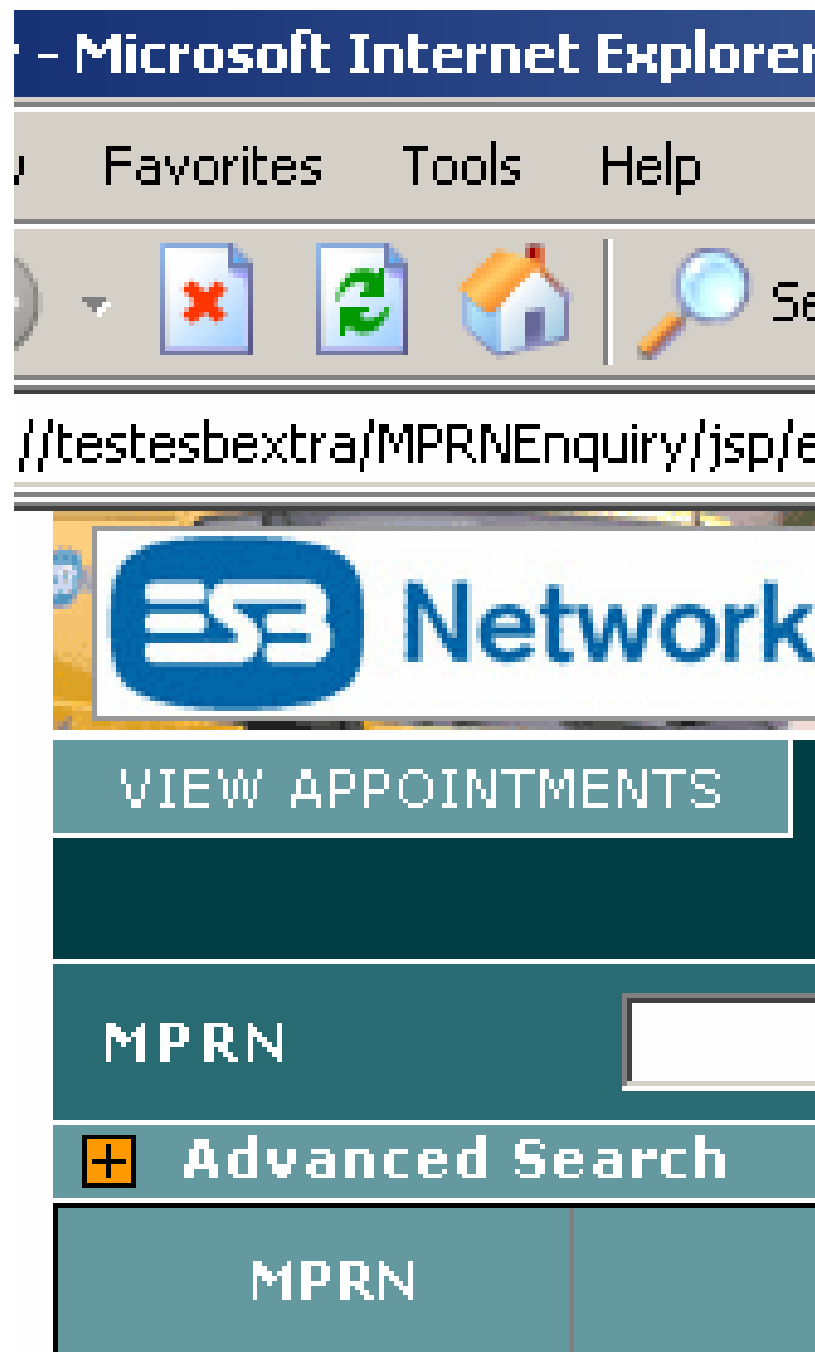 - Microsoft Internet Explorer
Favorites Tools Help
//testesbextra/MPRNEnquiry/jsp/
ESB Network
VIEW APPOINTMENTS
MPRN
Advanced Search
MPRN